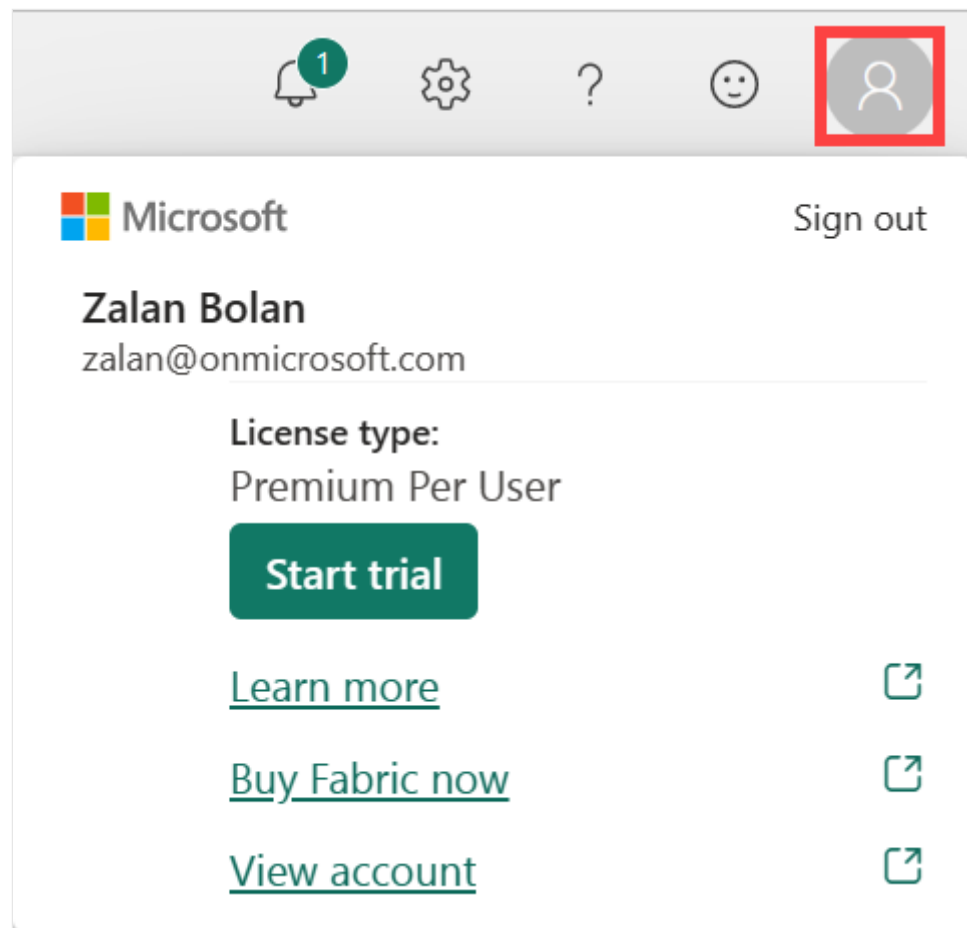 1
?
Microsoft
Sign out
Zalan Bolan
zalan@onmicrosoft.com
License type:
Premium Per User
Start trial
Learn more
Buy Fabric now
View account